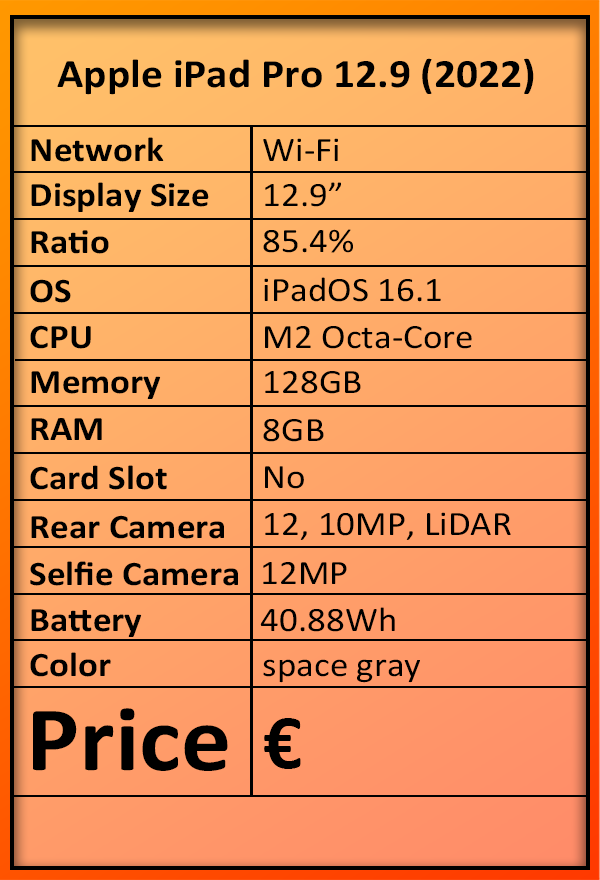 Apple iPad Pro 12.9 (2022)
Network Wi-Fi
Display Size 12.9”
Ratio 85.4%
OS iPadOS 16.1
CPU M2 Octa-Core
Memory 128GB
RAM 8GB
Card Slot No
Rear Camera 12, 10MP, LiDAR
Selfie Camera 12MP
Battery 40.88Wh
Color space gray
Price €